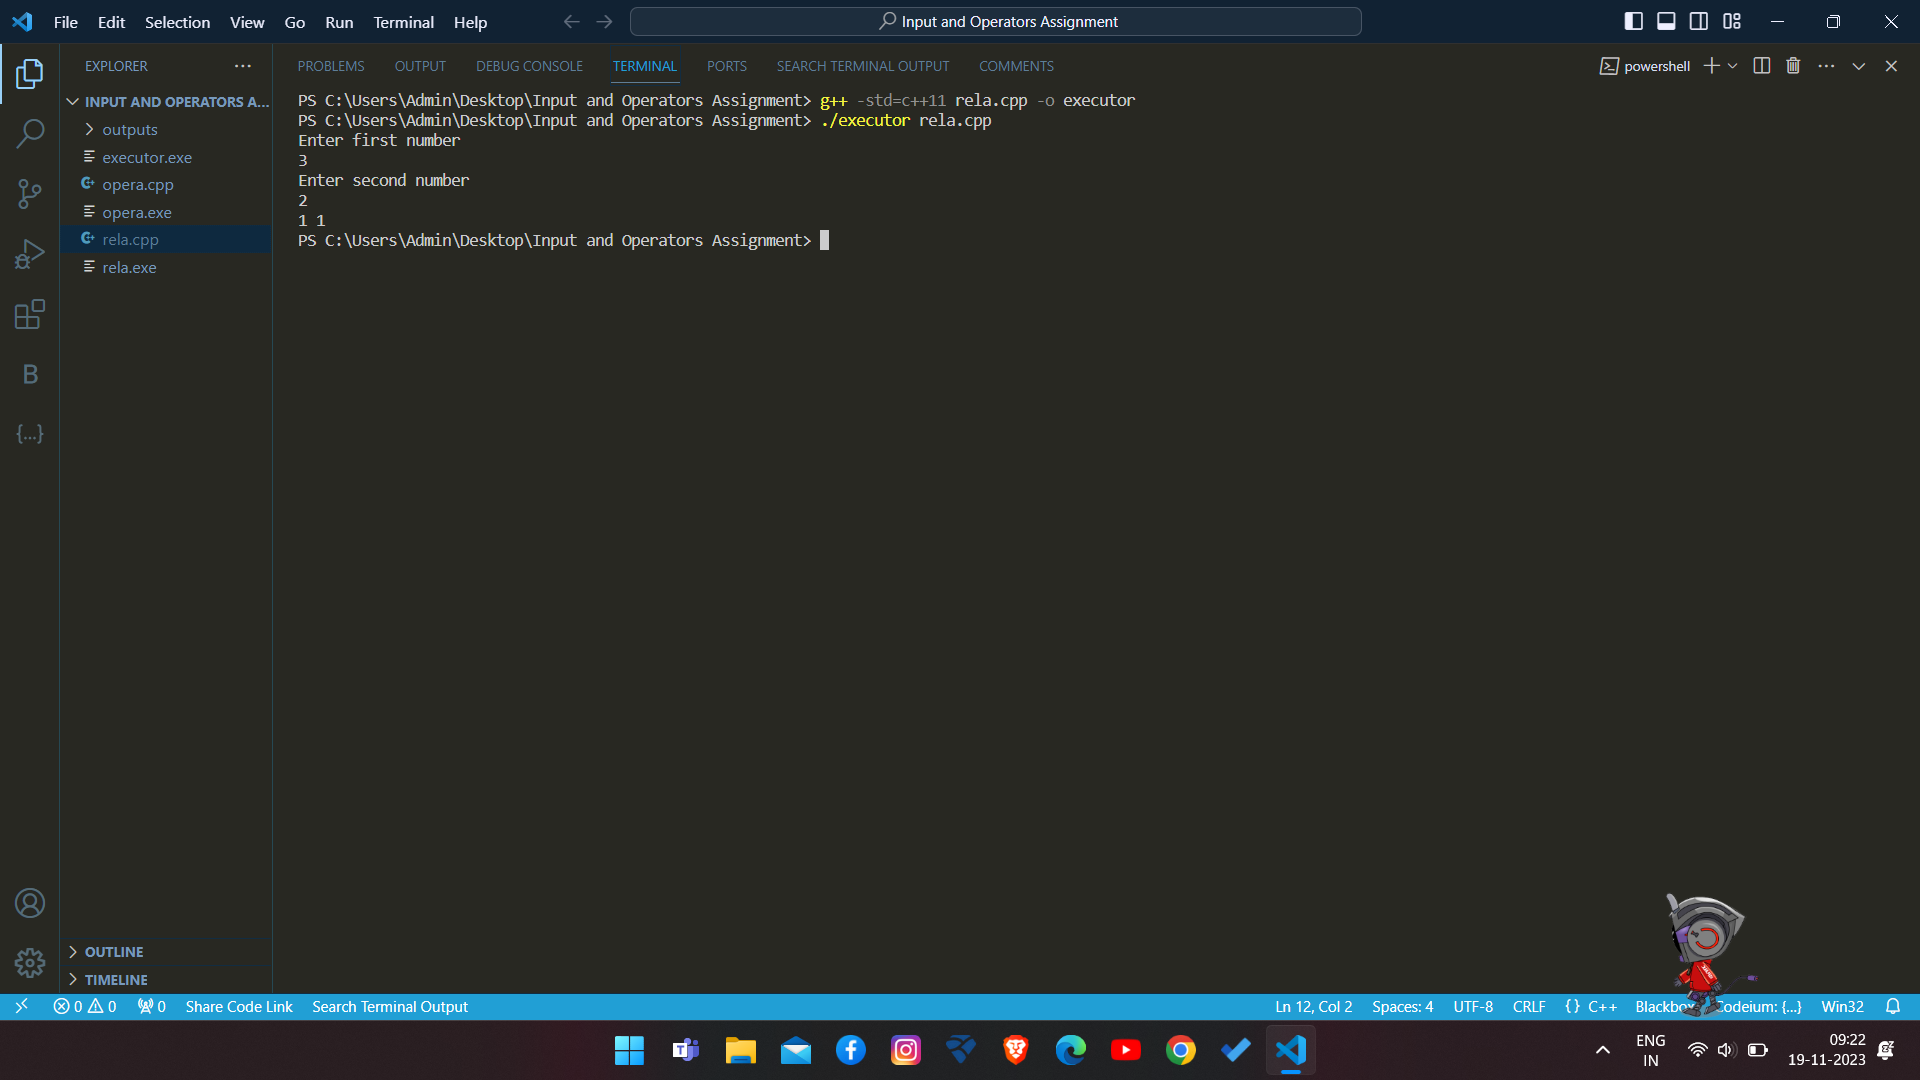 File Edit Selection View Go Run Terminal Help
Input and Operators Assignment
EXPLORER
INPUT AND OPERATORS A...
outputs
executor.exe
opera.cpp
opera.exe
rela.cpp
rela.exe
OUTLINE
TIMELINE
B
{...}
PROBLEMS OUTPUT DEBUG CONSOLE TERMINAL PORTS SEARCH TERMINAL OUTPUT COMMENTS
powershell
PS C:\Users\Admin\Desktop\Input and Operators Assignment> g++ -std=c++11 rela.cpp -o executor
PS C:\Users\Admin\Desktop\Input and Operators Assignment> ./executor rela.cpp
Enter first number
3
Enter second number
2
1 1
PS C:\Users\Admin\Desktop\Input and Operators Assignment>
0 0 0 Share Code Link Search Terminal Output
Ln 12, Col 2 Spaces: 4 UTF-8 CRLF {} C++ Blackbox Codeium: {...} Win32
ENG
IN
09:22
19-11-2023